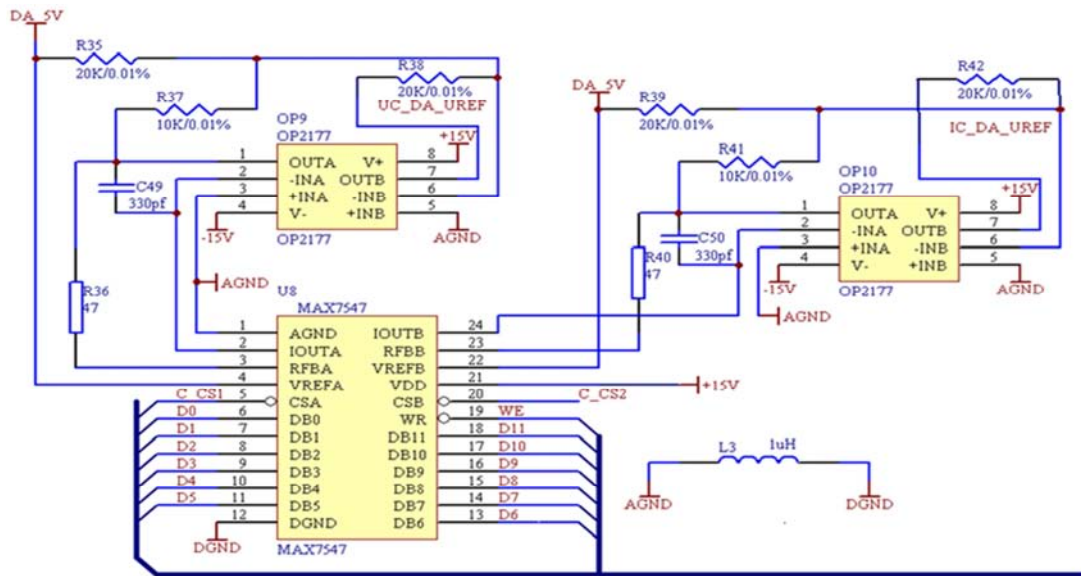 DA_5V
R35
20K/0.01%
R37
10K/0.01%
R38
20K/0.01%
UC_DA_UREF
OP9
OP2177
1 OUTA V+ 8 +15V
2 -INA OUTB 7
3 +INA -INB 6
4 V- +INB 5
-15V OP2177 AGND
C49
330pf
R36
47
AGND
DA_5V
R39
20K/0.01%
R41
10K/0.01%
R42
20K/0.01%
IC_DA_UREF
OP10
OP2177
1 OUTA V+ 8 +15V
2 -INA OUTB 7
3 +INA -INB 6
4 V- +INB 5
-15V OP2177 AGND
C50
330pf
R40
47
AGND
U8
MAX7547
1 AGND IOUTB 24
2 IOUTA RFBB 23
3 RFBA VREFB 22
4 VREFA VDD 21 +15V
C_CS1 5 CSA CSB 20 C_CS2
D0 6 DB0 WR 19 WE
D1 7 DB1 DB11 18 D11
D2 8 DB2 DB10 17 D10
D3 9 DB3 DB9 16 D9
D4 10 DB4 DB8 15 D8
D5 11 DB5 DB7 14 D7
12 DGND DB6 13 D6
DGND MAX7547
L3 1uH
AGND DGND